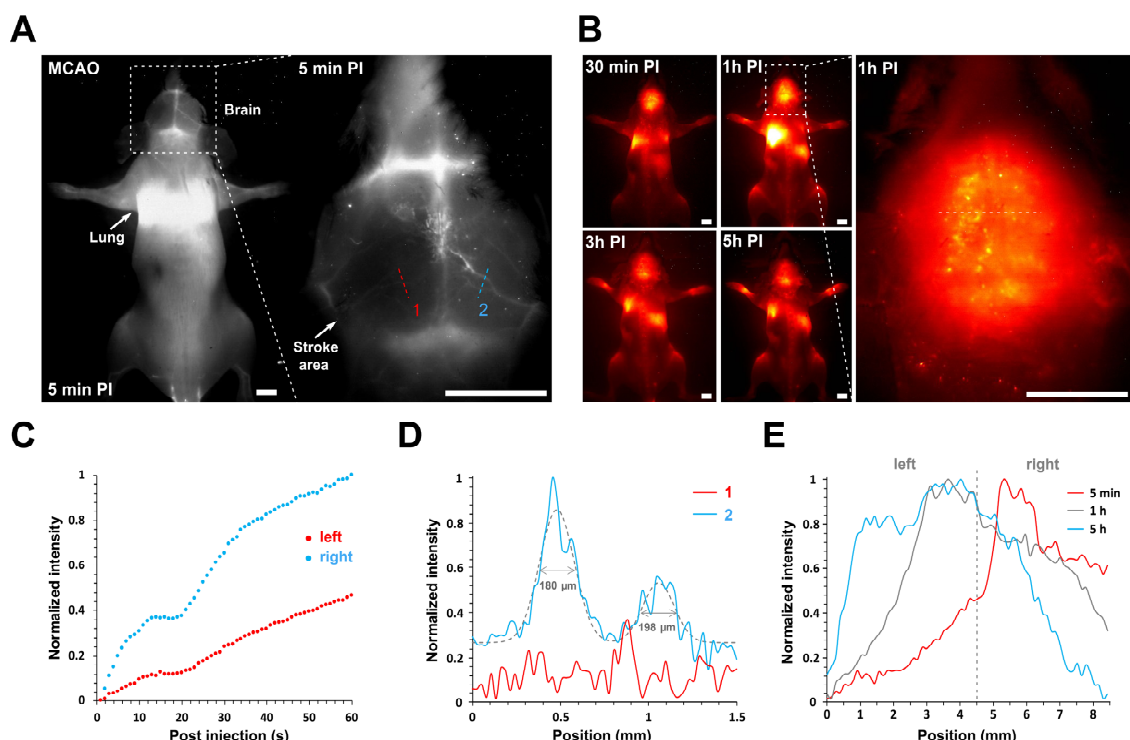 A
B
MCAO
5 min PI
Brain
Lung
1
2
Stroke
area
5 min PI
30 min PI
1h PI
1h PI
3h PI
5h PI
C
D
E
Normalized intensity
1
0.8
0.6
0.4
0.2
0
0 10 20 30 40 50 60
Post injection (s)
left
right
Normalized intensity
1
0.8
0.6
0.4
0.2
0
0 0.5 1 1.5
Position (mm)
1
2
180 µm
198 µm
left
right
Normalized intensity
1
0.8
0.6
0.4
0.2
0
0 1 2 3 4 5 6 7 8
Position (mm)
5 min
1 h
5 h